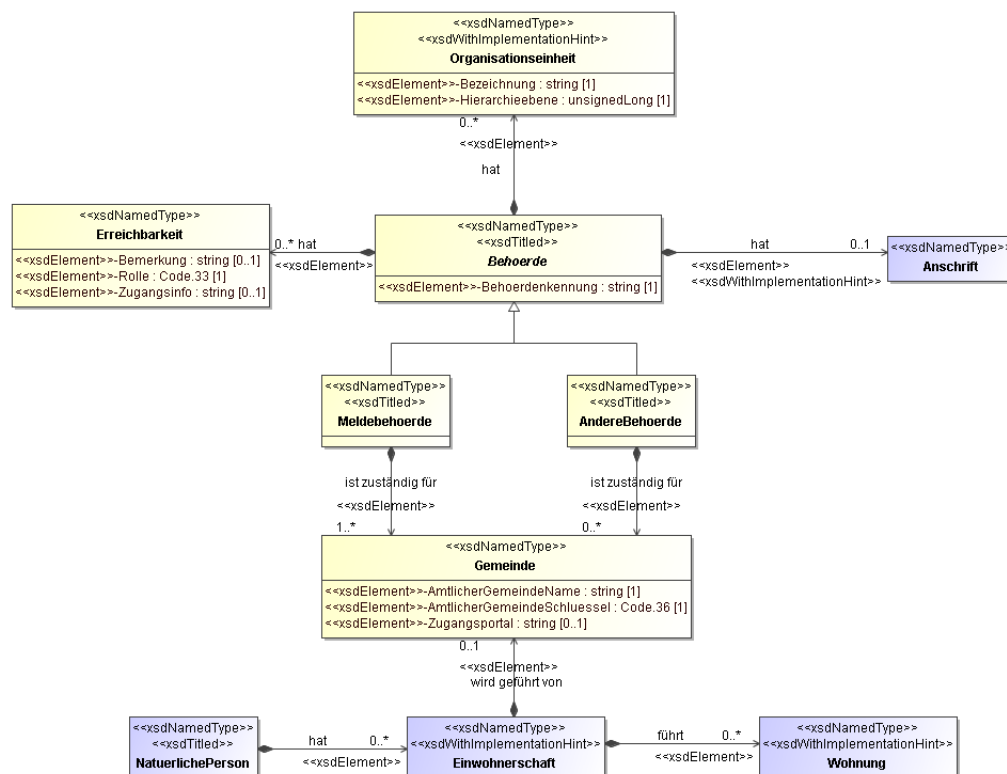 <<xsdNamedType>>
<<xsdWithImplementationHint>>
Organisationseinheit
<<xsdElement>>-Bezeichnung : string [1]
<<xsdElement>>-Hierarchieebene : unsignedLong [1]
0..*
<<xsdElement>>
hat
<<xsdNamedType>>
Erreichbarkeit
<<xsdElement>>-Bemerkung : string [0..1]
<<xsdElement>>-Rolle : Code.33 [1]
<<xsdElement>>-Zugangsinfo : string [0..1]
0..* hat
<<xsdElement>>
<<xsdNamedType>>
<<xsdTitled>>
Behoerde
<<xsdElement>>-Behoerdenkennung : string [1]
hat 0..1
<<xsdElement>>
<<xsdWithImplementationHint>>
<<xsdNamedType>>
Anschrift
<<xsdNamedType>>
<<xsdTitled>>
Meldebehoerde
<<xsdNamedType>>
<<xsdTitled>>
AndereBehoerde
ist zuständig für
<<xsdElement>>
1..*
ist zuständig für
<<xsdElement>>
0..*
<<xsdNamedType>>
Gemeinde
<<xsdElement>>-AmtlicherGemeindeName : string [1]
<<xsdElement>>-AmtlicherGemeindeSchluessel : Code.36 [1]
<<xsdElement>>-Zugangsportal : string [0..1]
0..1
<<xsdElement>>
wird geführt von
<<xsdNamedType>>
<<xsdTitled>>
NatuerlichePerson
hat 0..*
<<xsdElement>>
<<xsdNamedType>>
<<xsdWithImplementationHint>>
Einwohnerschaft
führt 0..*
<<xsdElement>>
<<xsdNamedType>>
<<xsdWithImplementationHint>>
Wohnung